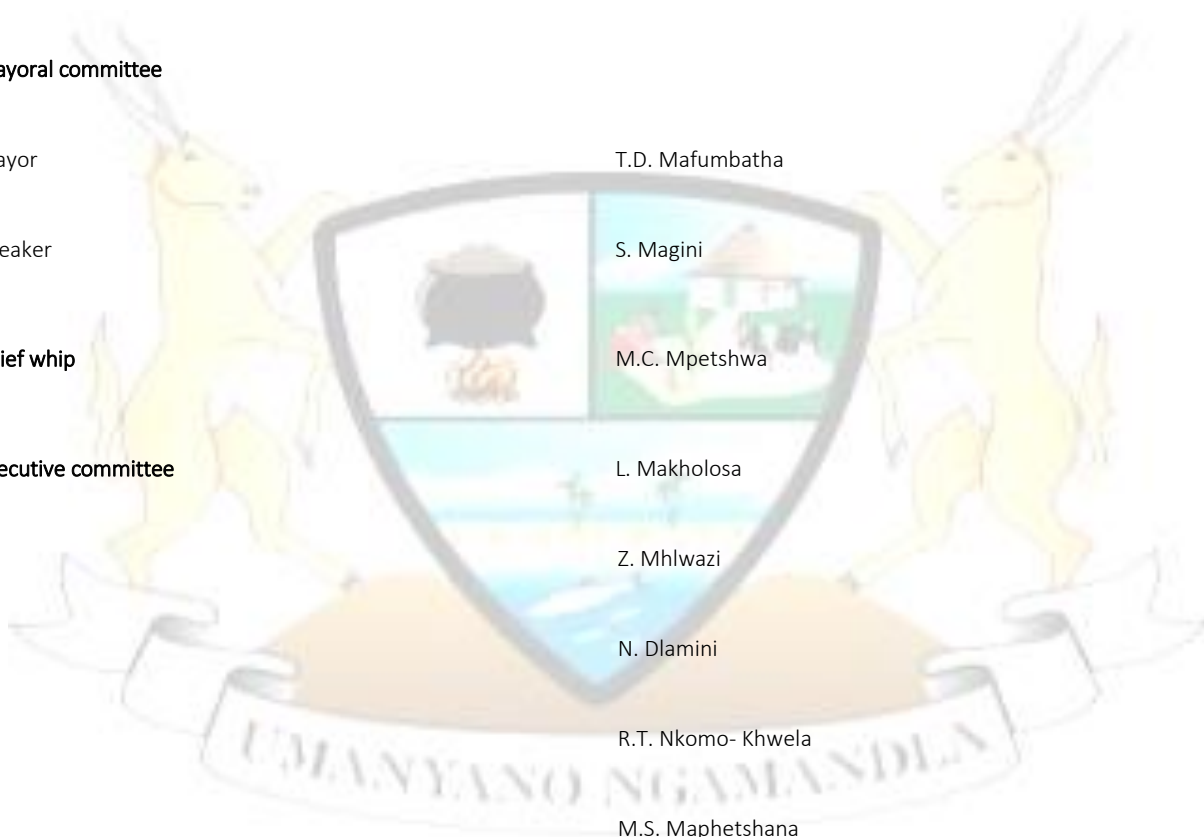 ayoral committee
ayor T.D. Mafumbatha
eaker S. Magini
ief whip M.C. Mpetshwa
ecutive committee L. Makholosa
Z. Mhlwazi
N. Dlamini
R.T. Nkomo- Khwela
UMANYANO NGAMANDLA
M.S. Maphetshana